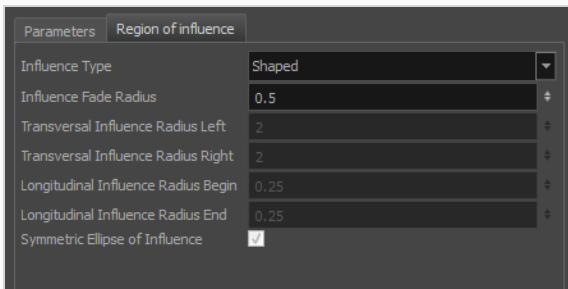 Parameters Region of influence
Influence Type Shaped
Influence Fade Radius 0.5
Transversal Influence Radius Left 2
Transversal Influence Radius Right 2
Longitudinal Influence Radius Begin 0.25
Longitudinal Influence Radius End 0.25
Symmetric Ellipse of Influence